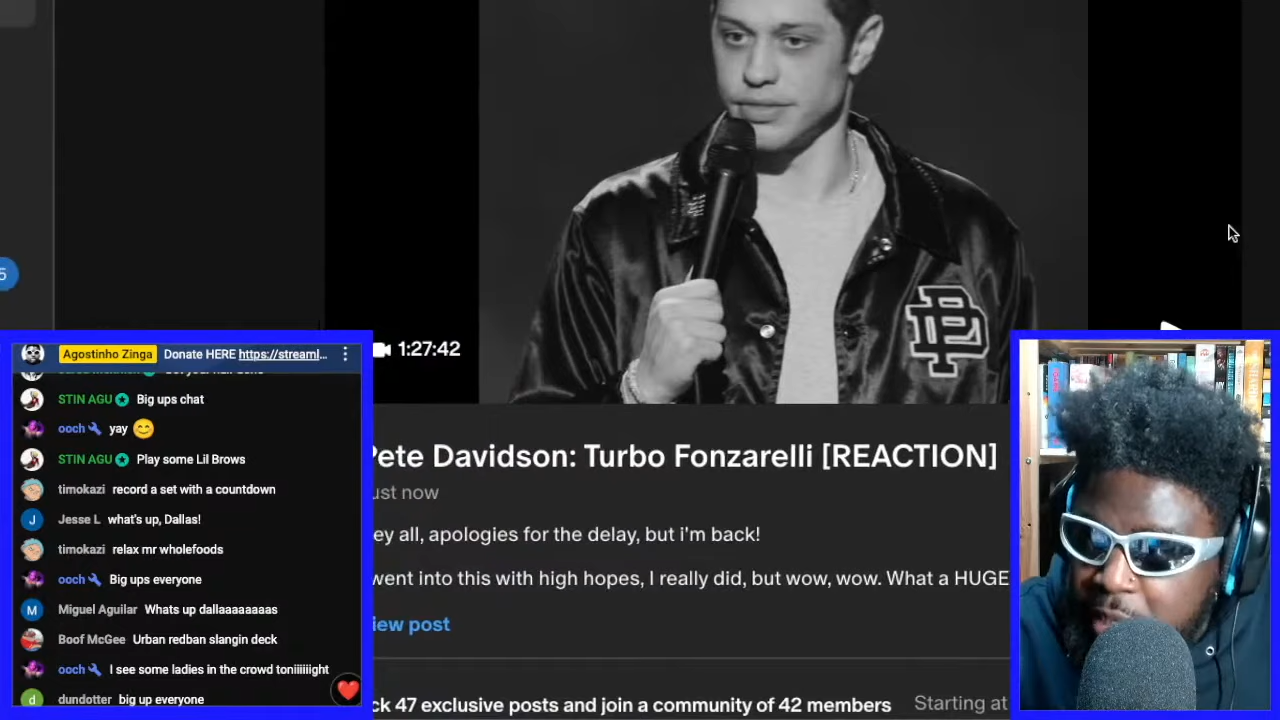 5
1:27:42
Pete Davidson: Turbo Fonzarelli [REACTION]
ust now
ey all, apologies for the delay, but i'm back!
went into this with high hopes, I really did, but wow, wow. What a HUGE
iew post
ck 47 exclusive posts and join a community of 42 members
Starting at
Agostinho Zinga Donate HERE https://streaml...
STIN AGU Big ups chat
ooch yay
STIN AGU Play some Lil Brows
timokazi record a set with a countdown
J Jesse L what's up, Dallas!
timokazi relax mr wholefoods
ooch Big ups everyone
M Miguel Aguilar Whats up dallaaaaaaaas
Boof McGee Urban redban slangin deck
ooch I see some ladies in the crowd toniiiiiiight
d dundotter big up everyone